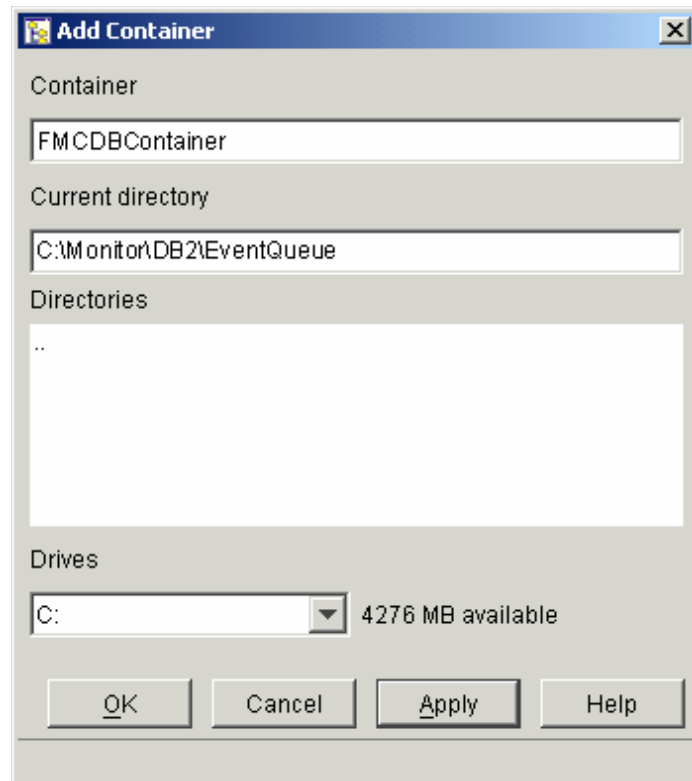 Add Container
Container
FMCDBContainer
Current directory
C:\Monitor\DB2\EventQueue
Directories
..
Drives
C: 4276 MB available
OK Cancel Apply Help